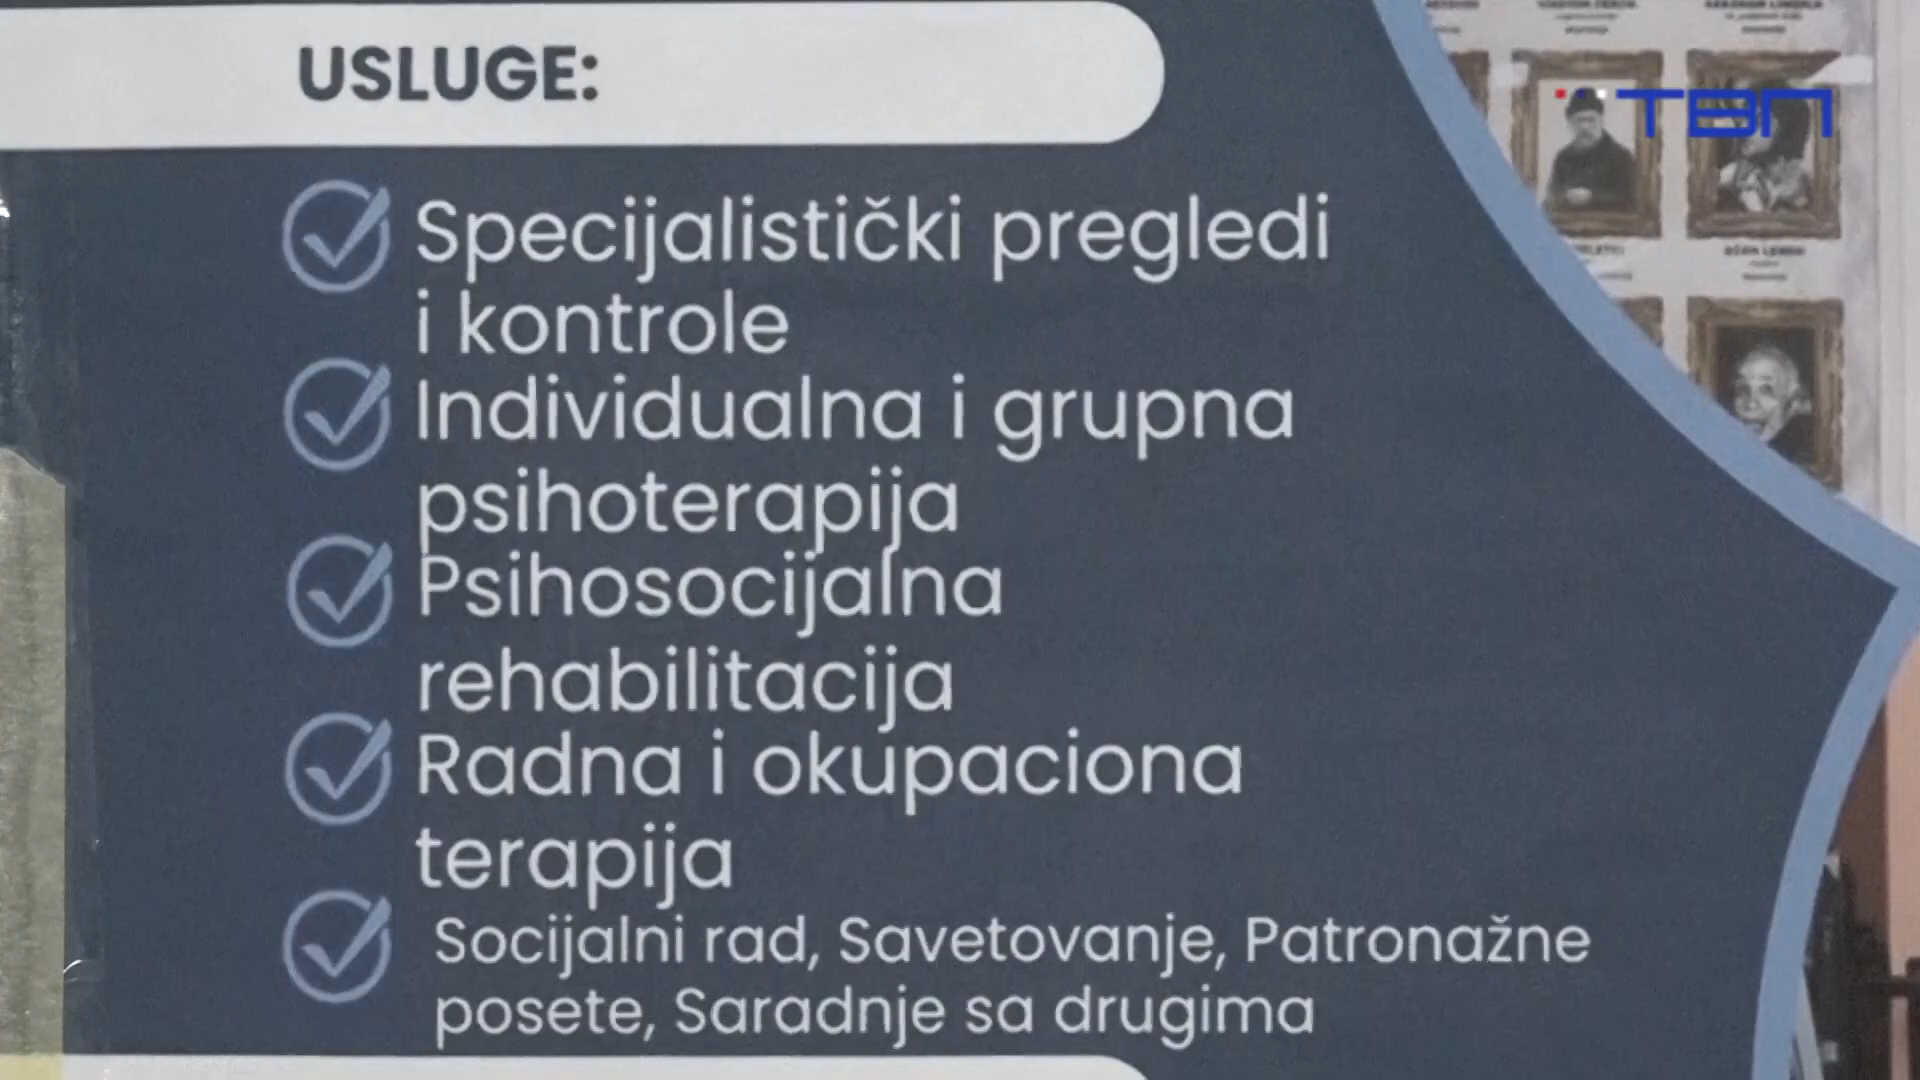 USLUGE:
ТВП
Specijalistički pregledi
i kontrole
Individualna i grupna
psihoterapija
Psihosocijalna
rehabilitacija
Radna i okupaciona
terapija
Socijalni rad, Savetovanje, Patronažne
posete, Saradnje sa drugima